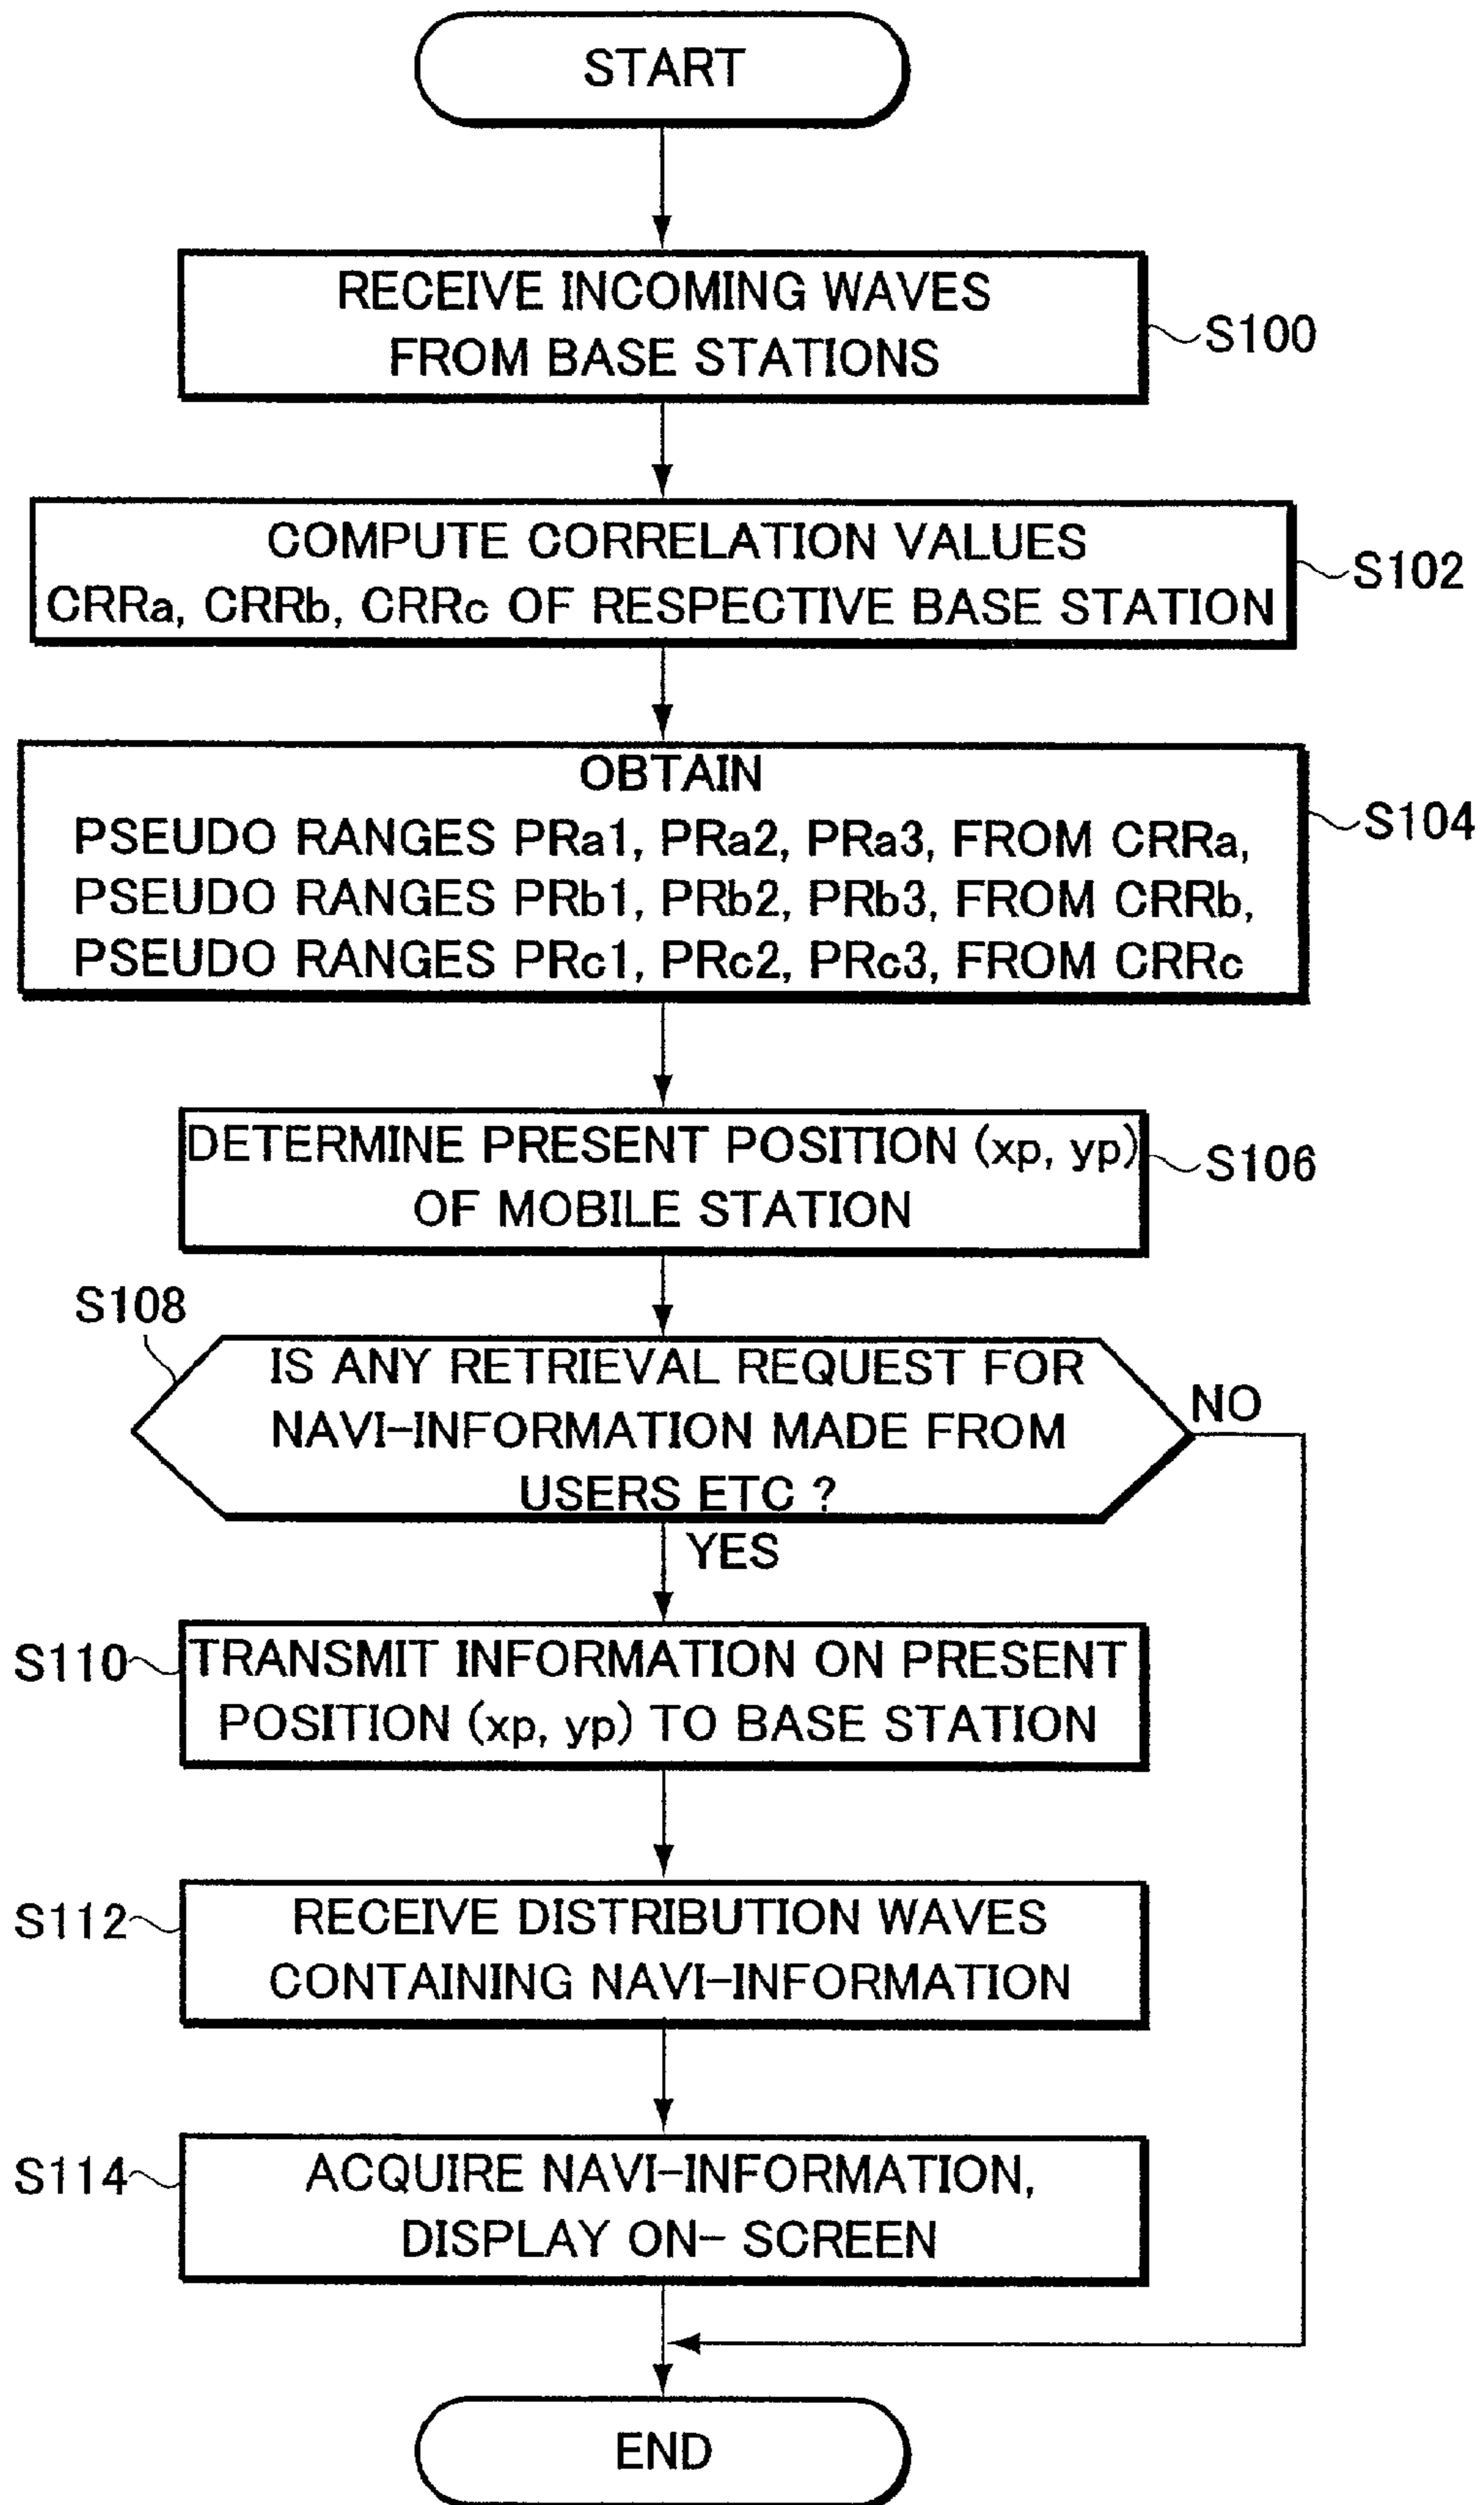 START
RECEIVE INCOMING WAVES
FROM BASE STATIONS
S100
COMPUTE CORRELATION VALUES
CRRa, CRRb, CRRc OF RESPECTIVE BASE STATION
S102
OBTAIN
PSEUDO RANGES PRa1, PRa2, PRa3, FROM CRRa,
PSEUDO RANGES PRb1, PRb2, PRb3, FROM CRRb,
PSEUDO RANGES PRc1, PRc2, PRc3, FROM CRRc
S104
DETERMINE PRESENT POSITION (xp, yp)
OF MOBILE STATION
S106
S108
IS ANY RETRIEVAL REQUEST FOR
NAVI-INFORMATION MADE FROM
USERS ETC ?
NO
YES
S110
TRANSMIT INFORMATION ON PRESENT
POSITION (xp, yp) TO BASE STATION
S112
RECEIVE DISTRIBUTION WAVES
CONTAINING NAVI-INFORMATION
S114
ACQUIRE NAVI-INFORMATION,
DISPLAY ON- SCREEN
END